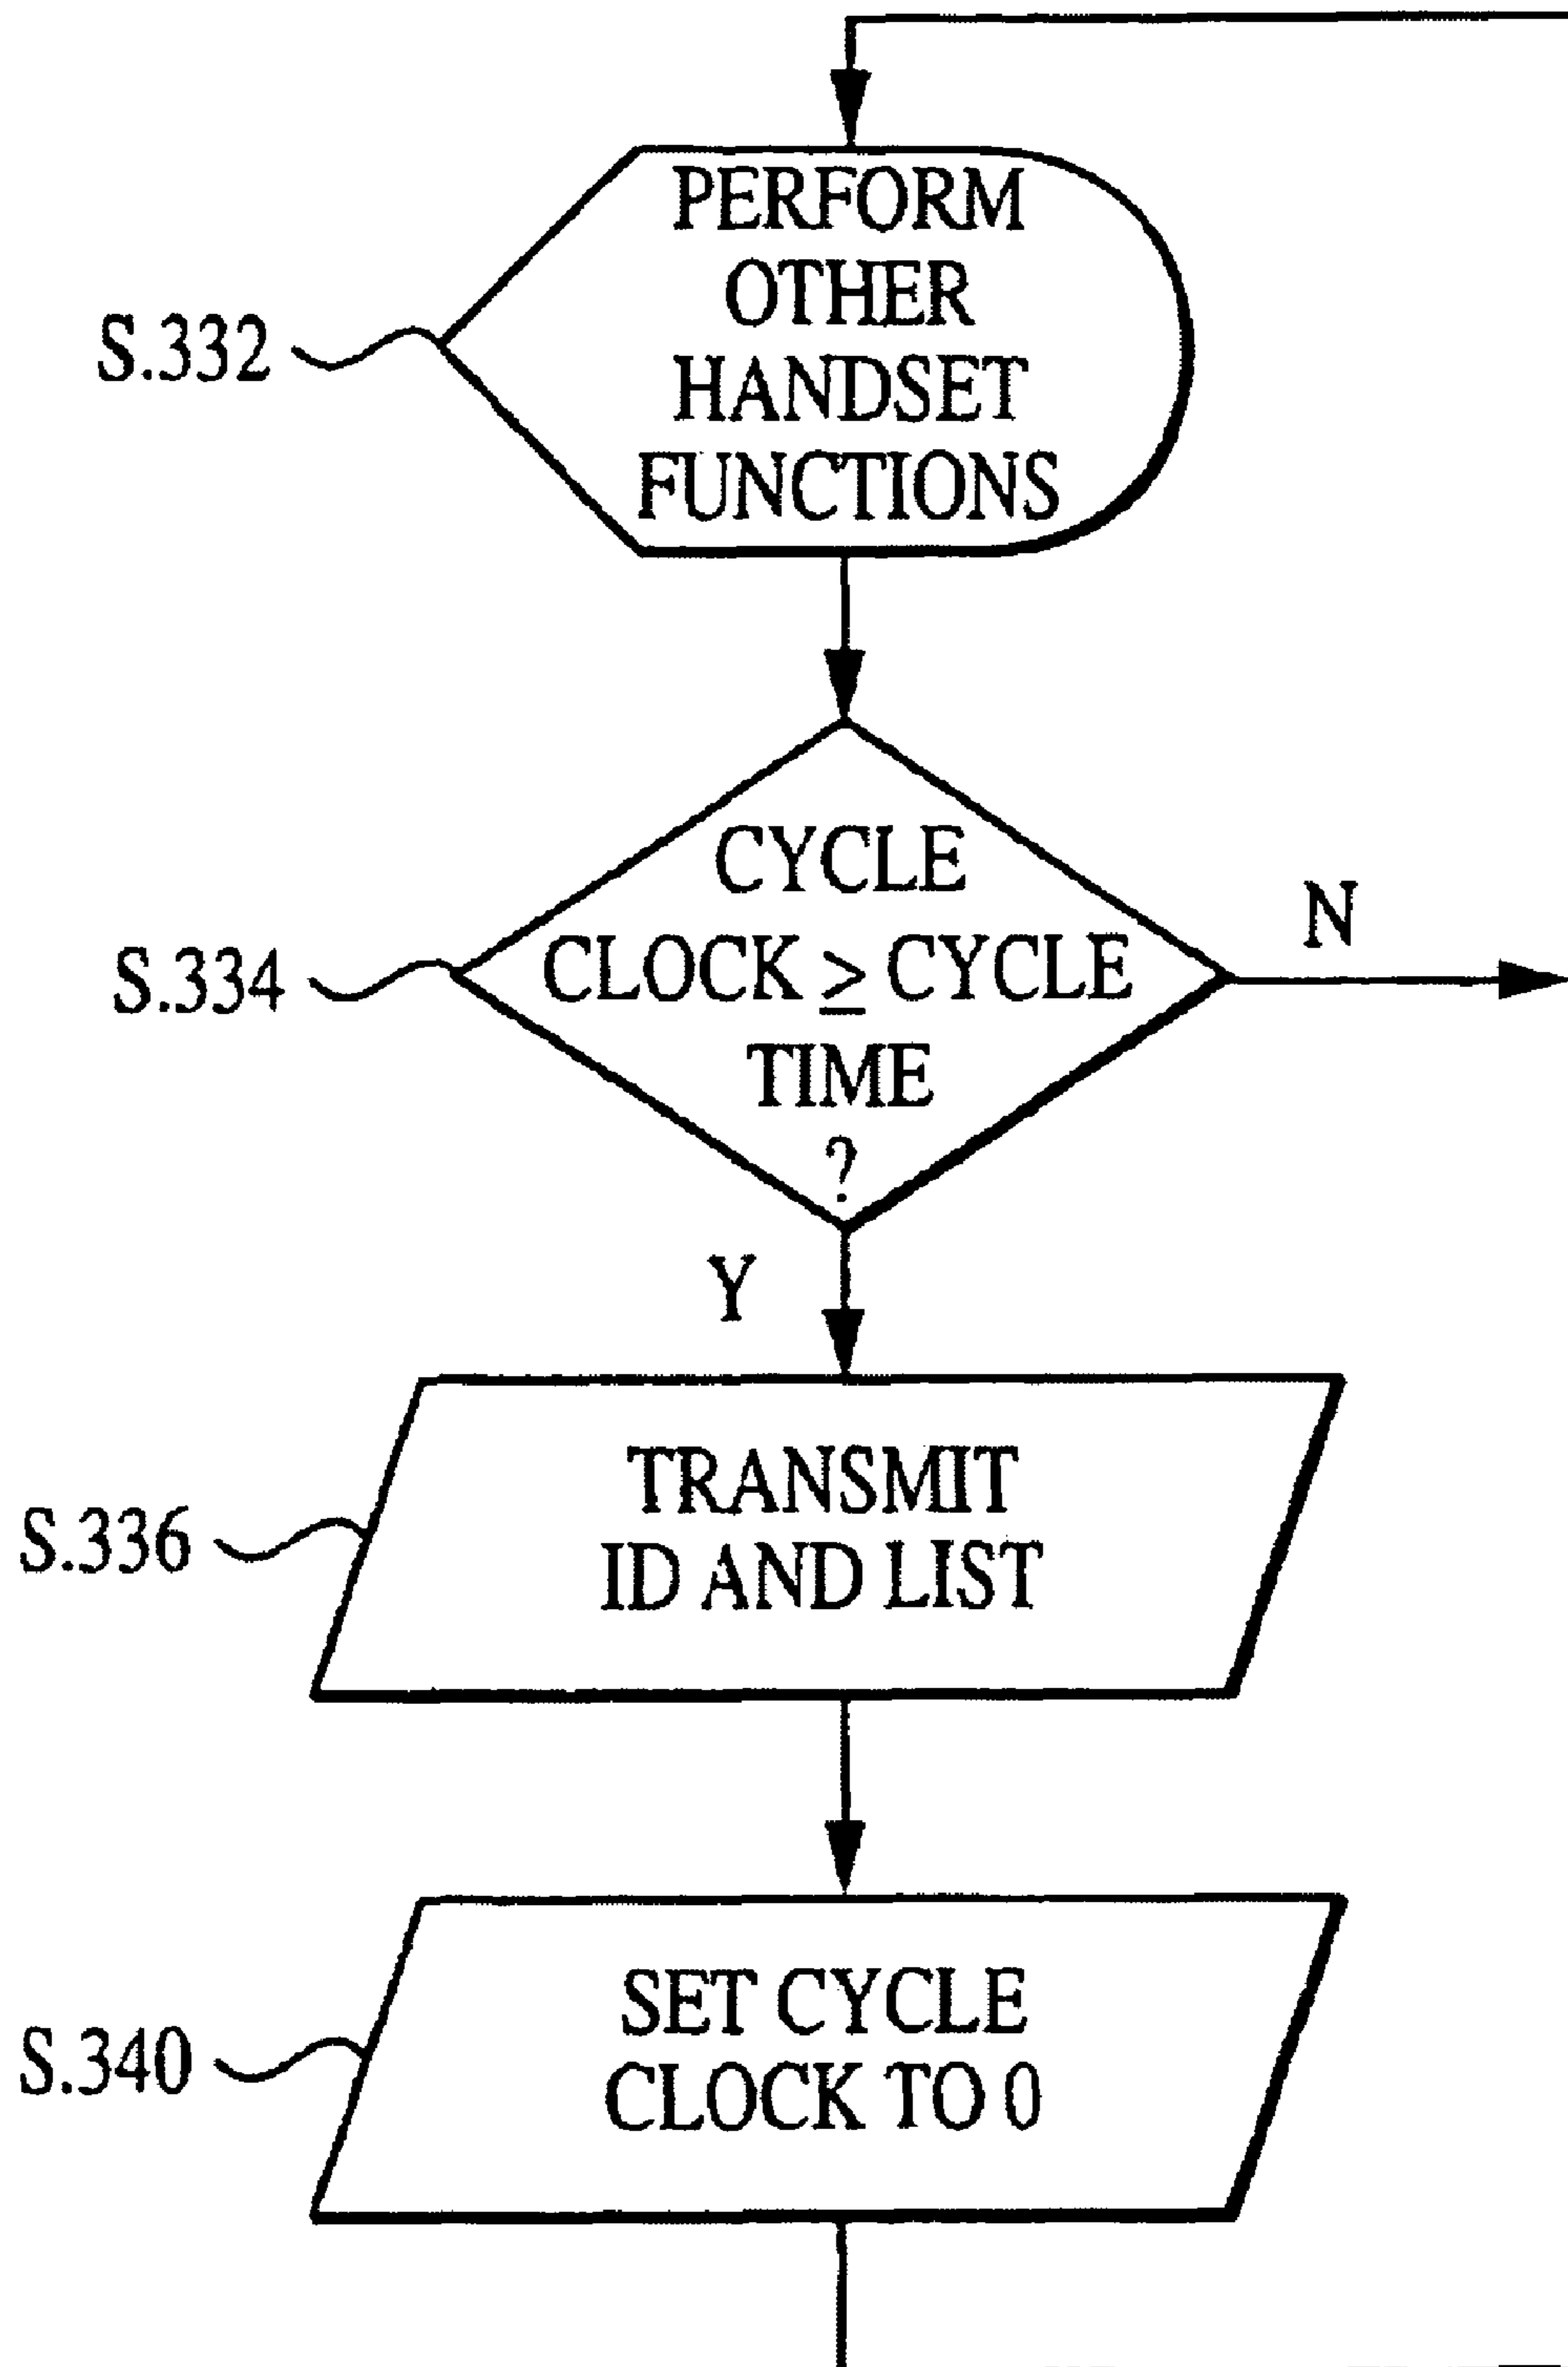 PERFORM
OTHER
HANDSET
FUNCTIONS
S.332
CYCLE
CLOCK ≥ CYCLE
TIME
?
S.334
N
Y
TRANSMIT
ID AND LIST
S.336
SET CYCLE
CLOCK TO 0
S.340